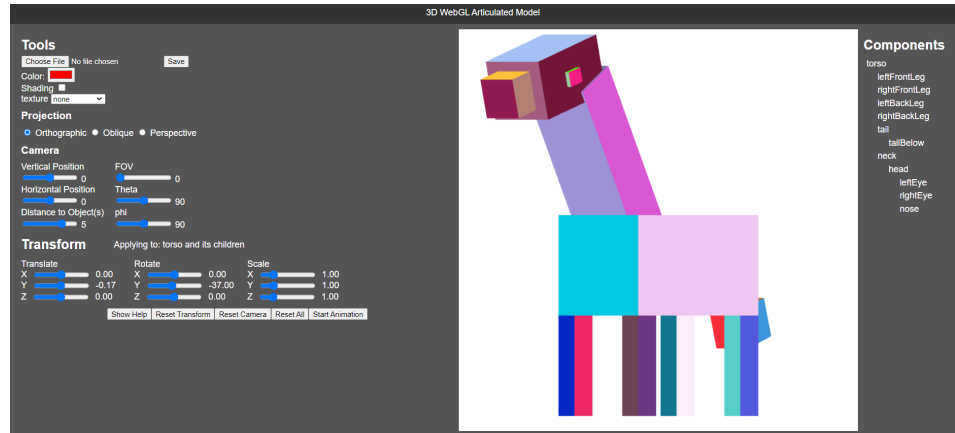 3D WebGL Articulated Model
Tools
Choose File No file chosen Save
Color:
Shading
texture none
Projection
Orthographic Oblique Perspective
Camera
Vertical Position FOV
0 0
Horizontal Position Theta
0 90
Distance to Object(s) phi
5 90
Transform Applying to: torso and its children
Translate Rotate Scale
X 0.00 X 0.00 X 1.00
Y -0.17 Y -37.00 Y 1.00
Z 0.00 Z 0.00 Z 1.00
Show Help Reset Transform Reset Camera Reset All Start Animation
Components
torso
leftFrontLeg
rightFrontLeg
leftBackLeg
rightBackLeg
tail
tailBelow
neck
head
leftEye
rightEye
nose